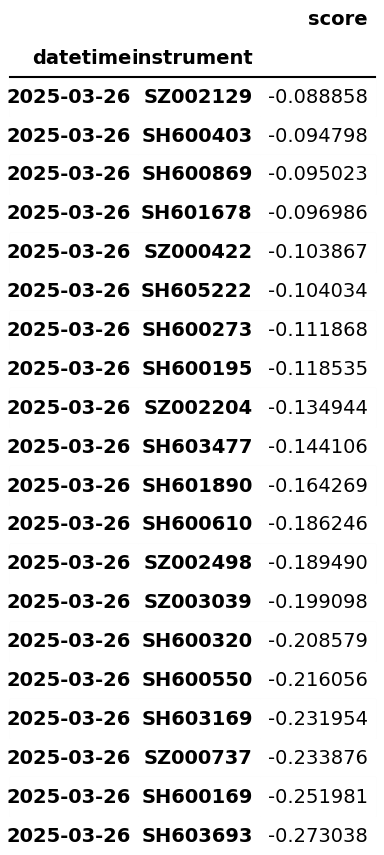 score
datetime instrument
2025-03-26 SZ002129 -0.088858
2025-03-26 SH600403 -0.094798
2025-03-26 SH600869 -0.095023
2025-03-26 SH601678 -0.096986
2025-03-26 SZ000422 -0.103867
2025-03-26 SH605222 -0.104034
2025-03-26 SH600273 -0.111868
2025-03-26 SH600195 -0.118535
2025-03-26 SZ002204 -0.134944
2025-03-26 SH603477 -0.144106
2025-03-26 SH601890 -0.164269
2025-03-26 SH600610 -0.186246
2025-03-26 SZ002498 -0.189490
2025-03-26 SZ003039 -0.199098
2025-03-26 SH600320 -0.208579
2025-03-26 SH600550 -0.216056
2025-03-26 SH603169 -0.231954
2025-03-26 SZ000737 -0.233876
2025-03-26 SH600169 -0.251981
2025-03-26 SH603693 -0.273038